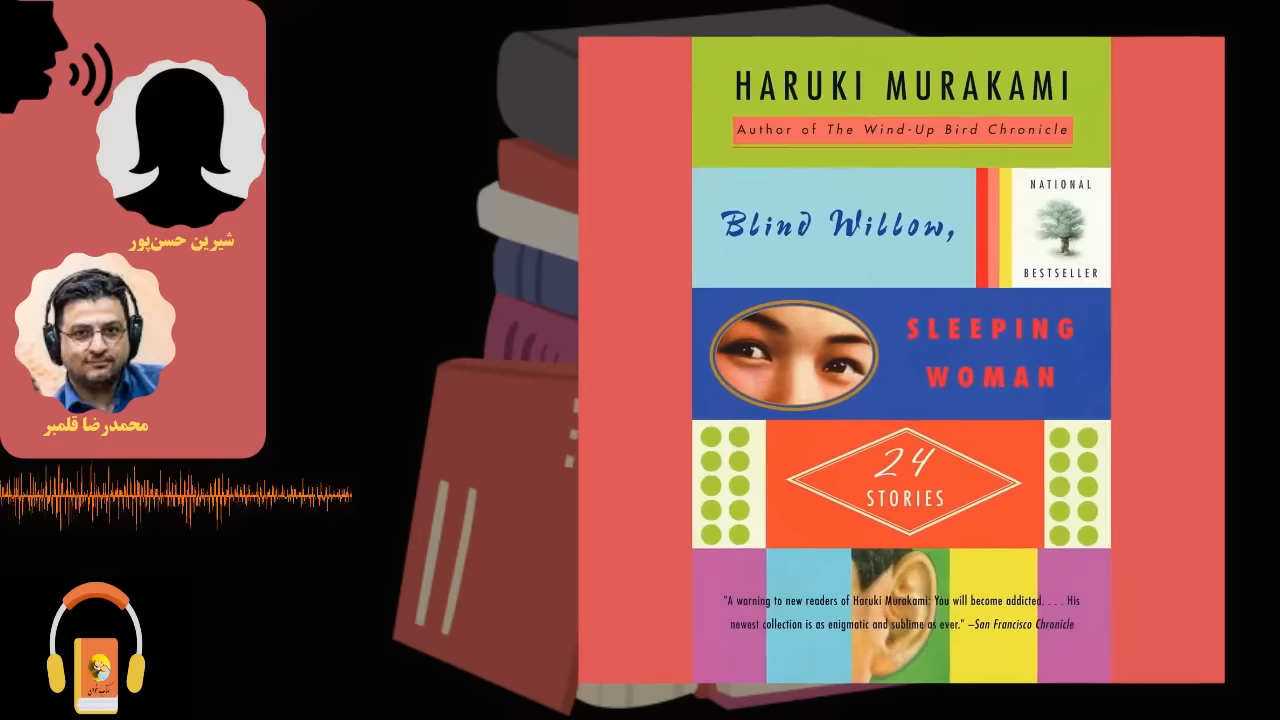 شیرین حسن‌پور
محمدرضا قلمبر
کتاب خوان
HARUKI MURAKAMI
Author of The Wind-Up Bird Chronicle
Blind Willow,
NATIONAL
BESTSELLER
SLEEPING
WOMAN
24
STORIES
"A warning to new readers of Haruki Murakami: You will become addicted. . . . His
newest collection is as enigmatic and sublime as ever." –San Francisco Chronicle